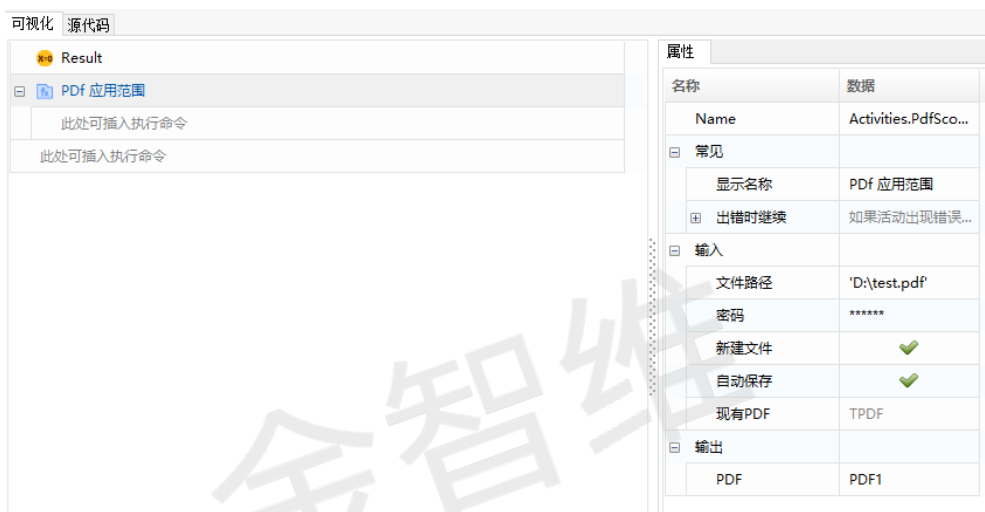 可视化 源代码
x=0 Result
PDf 应用范围
此处可插入执行命令
此处可插入执行命令
属性
名称 数据
Name Activities.PdfSco...
常见
显示名称 PDf 应用范围
出错时继续 如果活动出现错误...
输入
文件路径 'D:\test.pdf'
密码 ******
新建文件
自动保存
现有PDF TPDF
输出
PDF PDF1
金智维